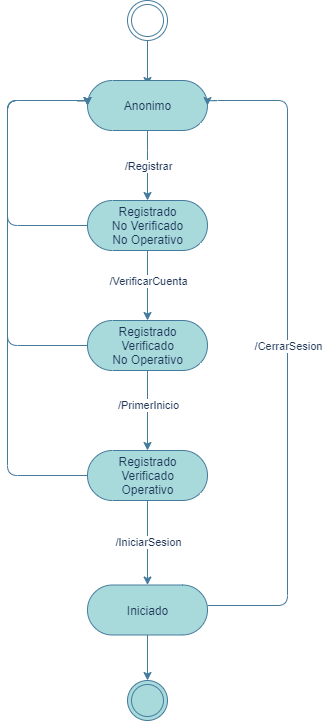 Anonimo
/Registrar
Registrado
No Verificado
No Operativo
/VerificarCuenta
Registrado
Verificado
No Operativo
/CerrarSesion
/PrimerInicio
Registrado
Verificado
Operativo
/IniciarSesion
Iniciado